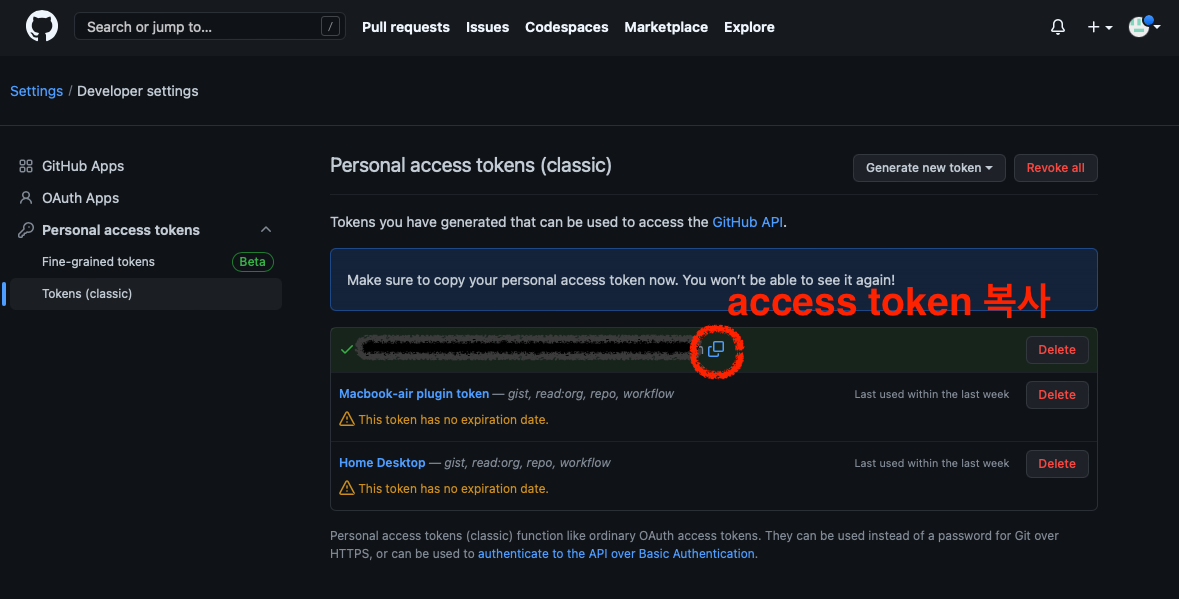 Search or jump to... /
Pull requests
Issues
Codespaces
Marketplace
Explore
Settings / Developer settings
GitHub Apps
OAuth Apps
Personal access tokens
Fine-grained tokens Beta
Tokens (classic)
Personal access tokens (classic)
Generate new token
Revoke all
Tokens you have generated that can be used to access the GitHub API.
Make sure to copy your personal access token now. You won’t be able to see it again!
access token 복사
Delete
Macbook-air plugin token — gist, read:org, repo, workflow
Last used within the last week
Delete
This token has no expiration date.
Home Desktop — gist, read:org, repo, workflow
Last used within the last week
Delete
This token has no expiration date.
Personal access tokens (classic) function like ordinary OAuth access tokens. They can be used instead of a password for Git over
HTTPS, or can be used to authenticate to the API over Basic Authentication.